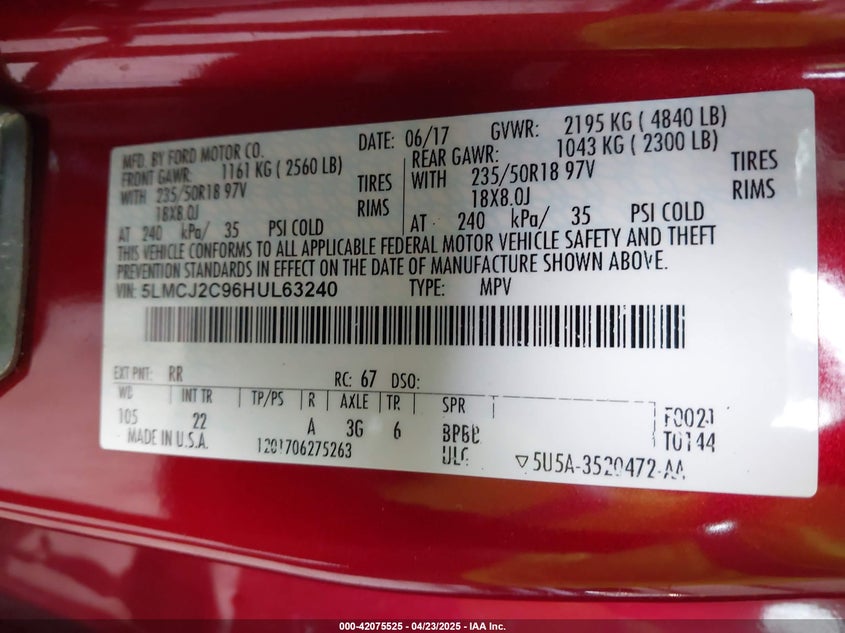 MFD. BY FORD MOTOR CO. DATE: 06/17 GVWR: 2195 KG ( 4840 LB)
FRONT GAWR: 1161 KG ( 2560 LB) REAR GAWR: 1043 KG ( 2300 LB)
WITH 235/50R18 97V TIRES WITH 235/50R18 97V TIRES
18X8.0J RIMS 18X8.0J RIMS
AT 240 kPa/ 35 PSI COLD AT 240 kPa/ 35 PSI COLD
THIS VEHICLE CONFORMS TO ALL APPLICABLE FEDERAL MOTOR VEHICLE SAFETY AND THEFT
PREVENTION STANDARDS IN EFFECT ON THE DATE OF MANUFACTURE SHOWN ABOVE.
VIN: 5LMCJ2C96HUL63240 TYPE: MPV
EXT PNT: RR RC: 67 DSO:
WB INT TR TP/PS R AXLE TR SPR
105 22 A 3G 6 BPBB F0021
MADE IN U.S.A. 1201706275263 ULC T0144
▽5U5A-3520472-AA
000-42075525 | 04/23/2025 - IAA Inc.